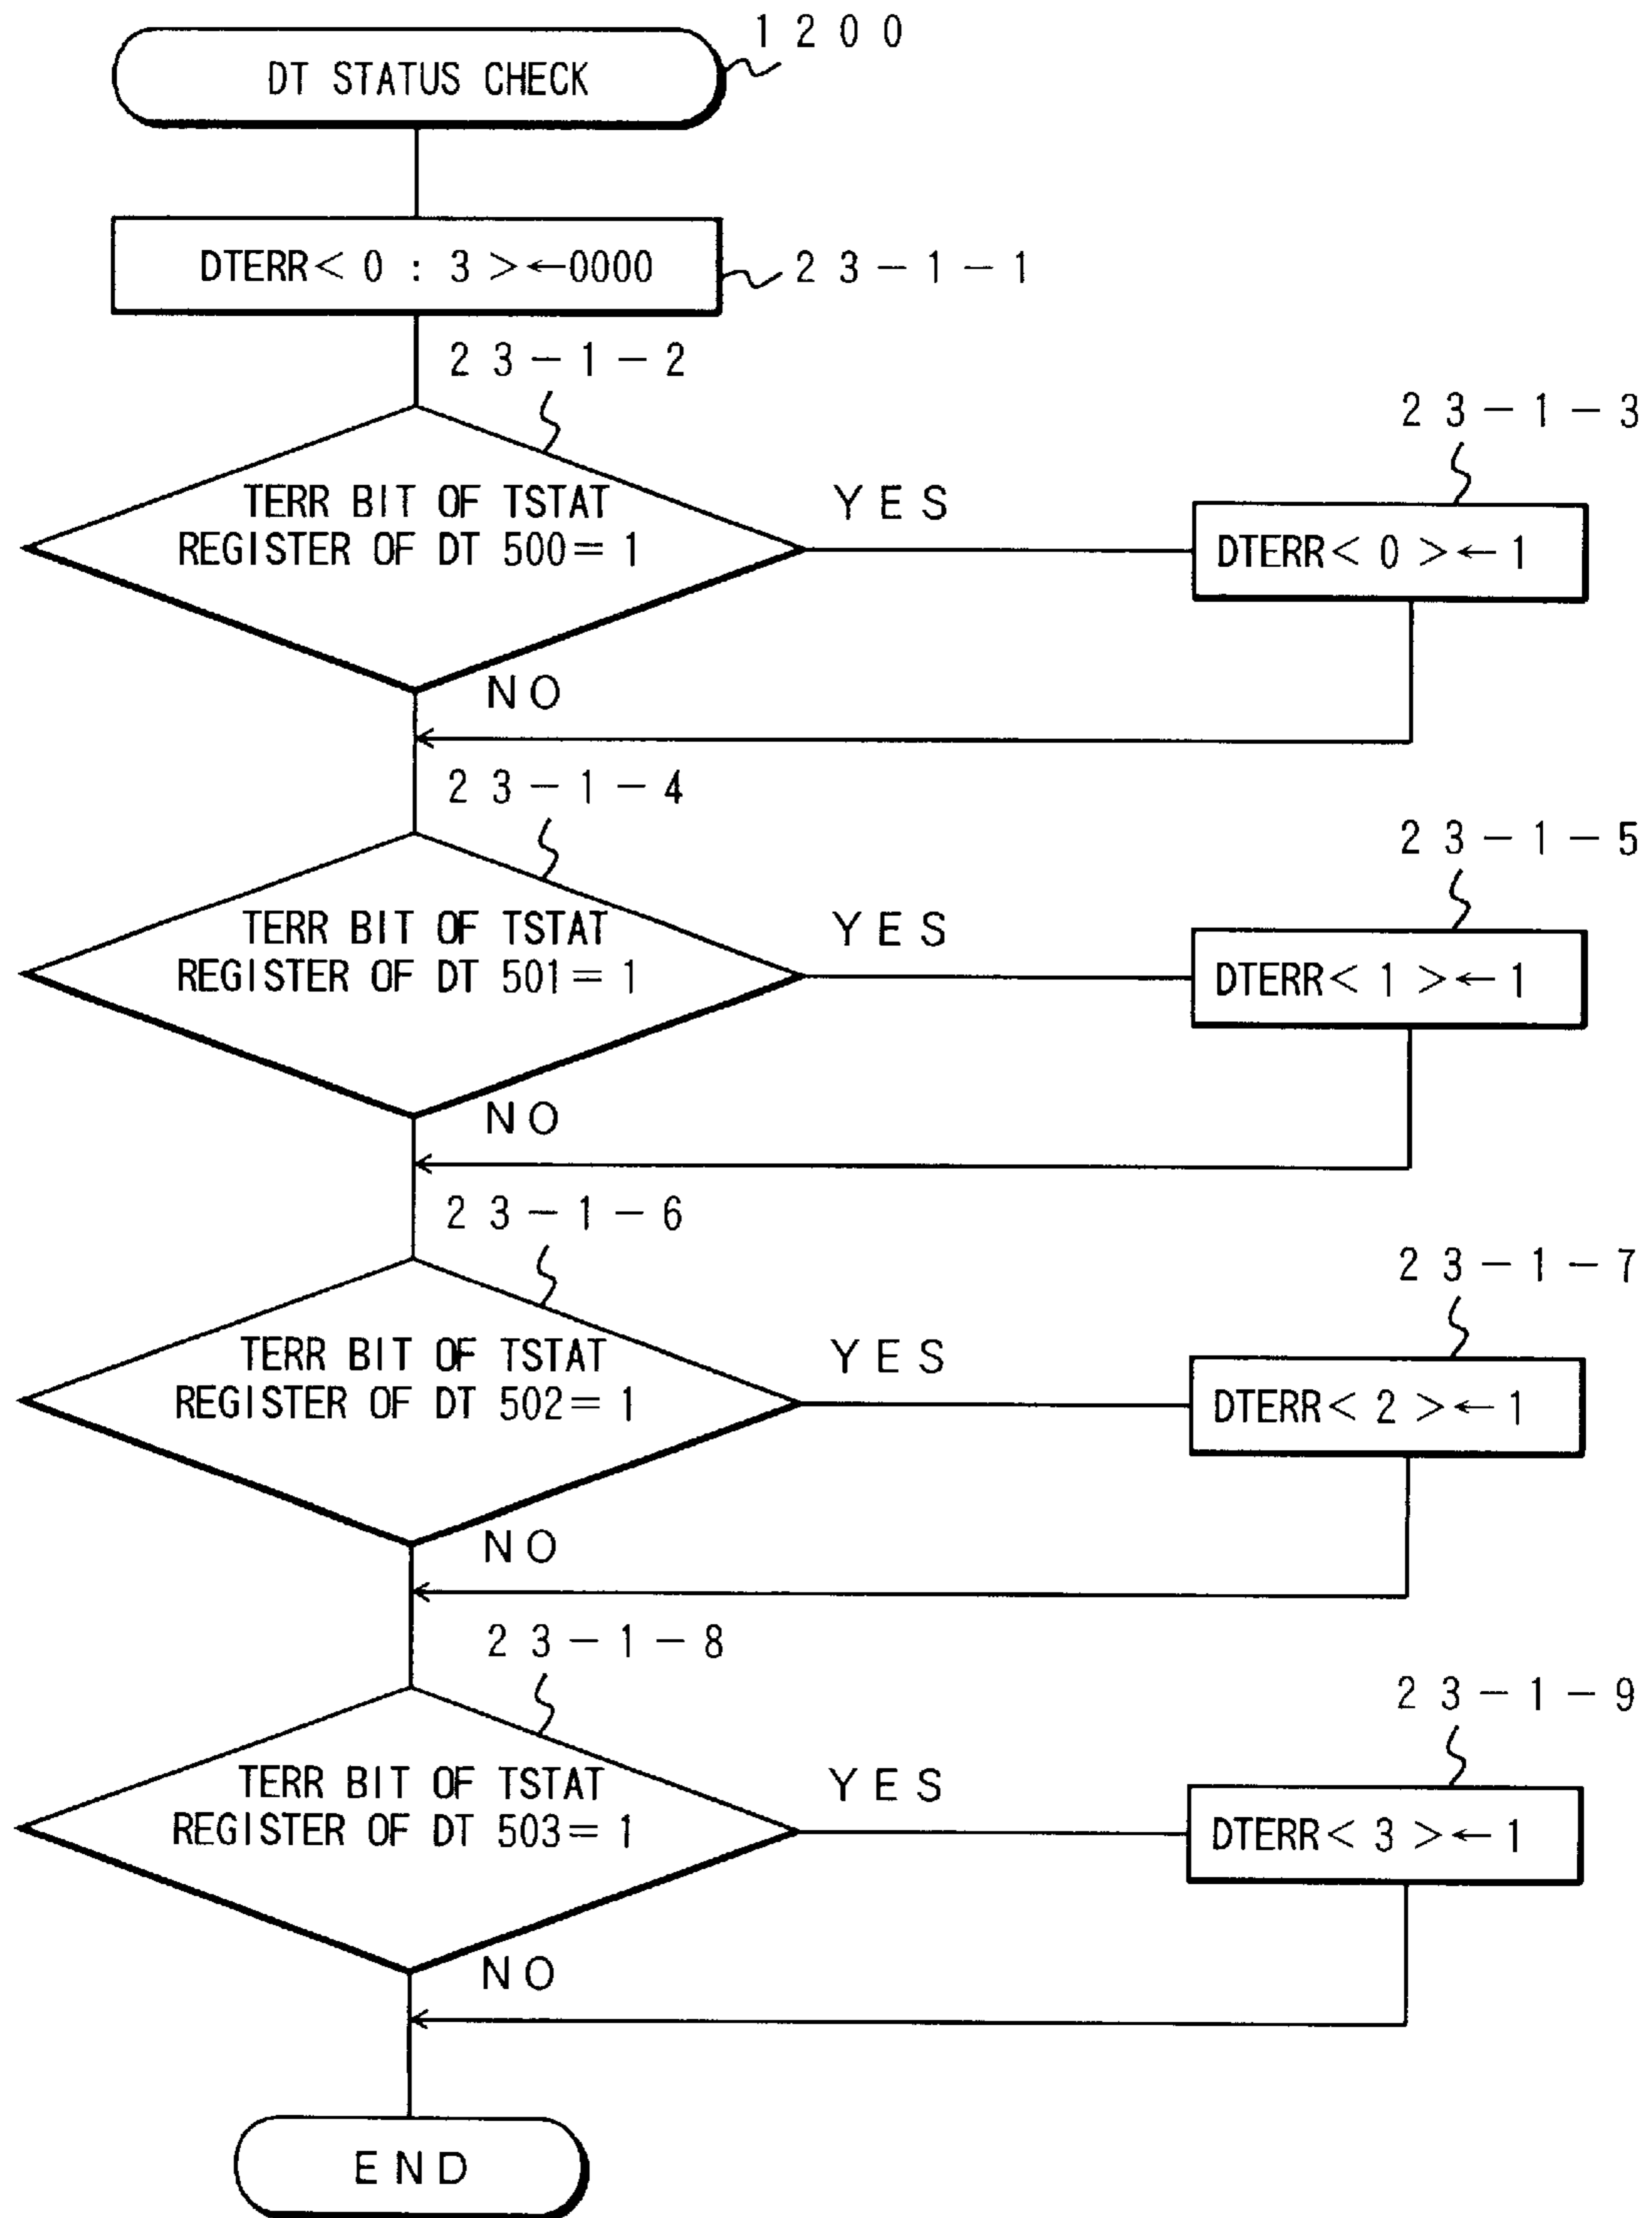 1200
DT STATUS CHECK
DTERR< 0 : 3 >←0000
23-1-1
23-1-2
23-1-3
TERR BIT OF TSTAT
REGISTER OF DT 500= 1
YES
DTERR< 0 >← 1
NO
23-1-4
23-1-5
TERR BIT OF TSTAT
REGISTER OF DT 501= 1
YES
DTERR< 1 >← 1
NO
23-1-6
23-1-7
TERR BIT OF TSTAT
REGISTER OF DT 502= 1
YES
DTERR< 2 >← 1
NO
23-1-8
23-1-9
TERR BIT OF TSTAT
REGISTER OF DT 503= 1
YES
DTERR< 3 >← 1
NO
END